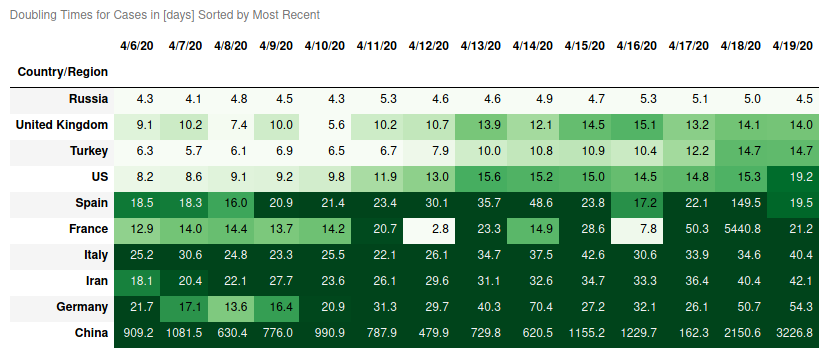 Doubling Times for Cases in [days] Sorted by Most Recent
4/6/20 4/7/20 4/8/20 4/9/20 4/10/20 4/11/20 4/12/20 4/13/20 4/14/20 4/15/20 4/16/20 4/17/20 4/18/20 4/19/20
Country/Region
Russia 4.3 4.1 4.8 4.5 4.3 5.3 4.6 4.6 4.9 4.7 5.3 5.1 5.0 4.5
United Kingdom 9.1 10.2 7.4 10.0 5.6 10.2 10.7 13.9 12.1 14.5 15.1 13.2 14.1 14.0
Turkey 6.3 5.7 6.1 6.9 6.5 6.7 7.9 10.0 10.8 10.9 10.4 12.2 14.7 14.7
US 8.2 8.6 9.1 9.2 9.8 11.9 13.0 15.6 15.2 15.0 14.5 14.8 15.3 19.2
Spain 18.5 18.3 16.0 20.9 21.4 23.4 30.1 35.7 48.6 23.8 17.2 22.1 149.5 19.5
France 12.9 14.0 14.4 13.7 14.2 20.7 2.8 23.3 14.9 28.6 7.8 50.3 5440.8 21.2
Italy 25.2 30.6 24.8 23.3 25.5 22.1 26.1 34.7 37.5 42.6 30.6 33.9 34.6 40.4
Iran 18.1 20.4 22.1 27.7 23.6 26.1 29.6 31.1 32.6 34.7 33.3 36.4 40.4 42.1
Germany 21.7 17.1 13.6 16.4 20.9 31.3 29.7 40.3 70.4 27.2 32.1 26.1 50.7 54.3
China 909.2 1081.5 630.4 776.0 990.9 787.9 479.9 729.8 620.5 1155.2 1229.7 162.3 2150.6 3226.8